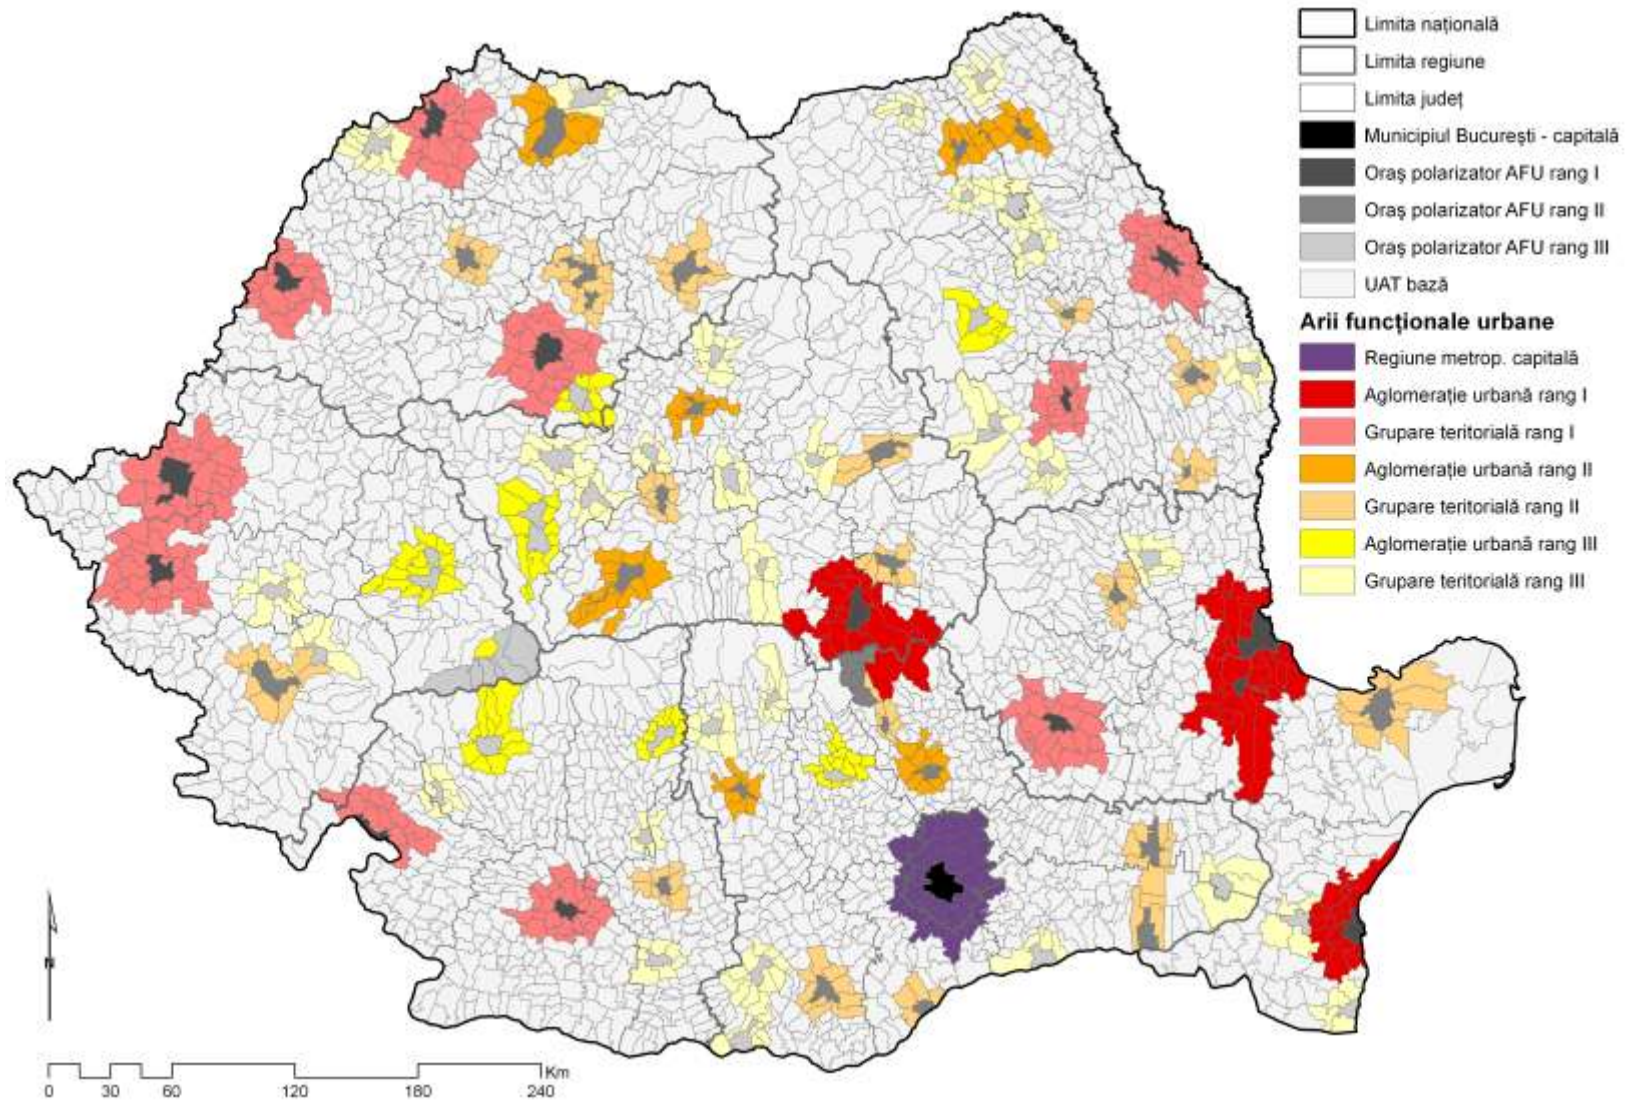 Limita națională
Limita regiune
Limita județ
Municipiul București - capitală
Oraș polarizator AFU rang I
Oraș polarizator AFU rang II
Oraș polarizator AFU rang III
UAT bază
Arii funcționale urbane
Regiune metrop. capitală
Aglomerație urbană rang I
Grupare teritorială rang I
Aglomerație urbană rang II
Grupare teritorială rang II
Aglomerație urbană rang III
Grupare teritorială rang III
N
Km
0 30 60 120 180 240